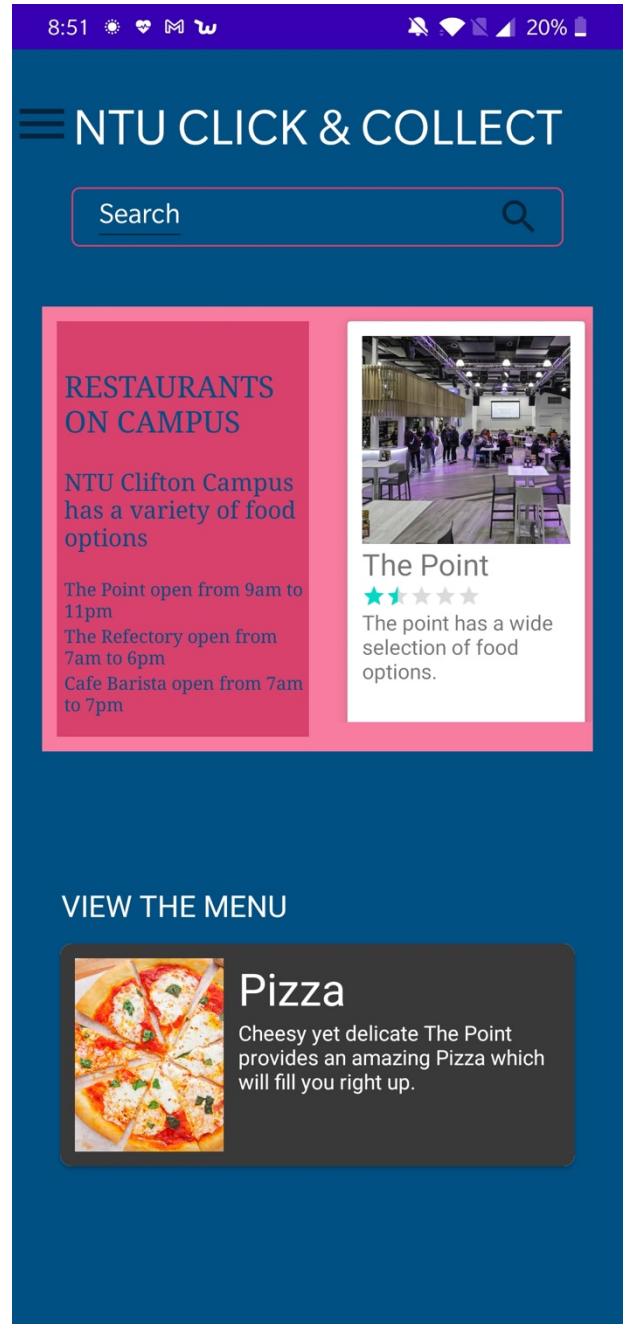 8:51
20%
NTU CLICK & COLLECT
Search
RESTAURANTS
ON CAMPUS
NTU Clifton Campus
has a variety of food
options
The Point open from 9am to
11pm
The Refectory open from
7am to 6pm
Cafe Barista open from 7am
to 7pm
The Point
The point has a wide
selection of food
options.
VIEW THE MENU
Pizza
Cheesy yet delicate The Point
provides an amazing Pizza which
will fill you right up.